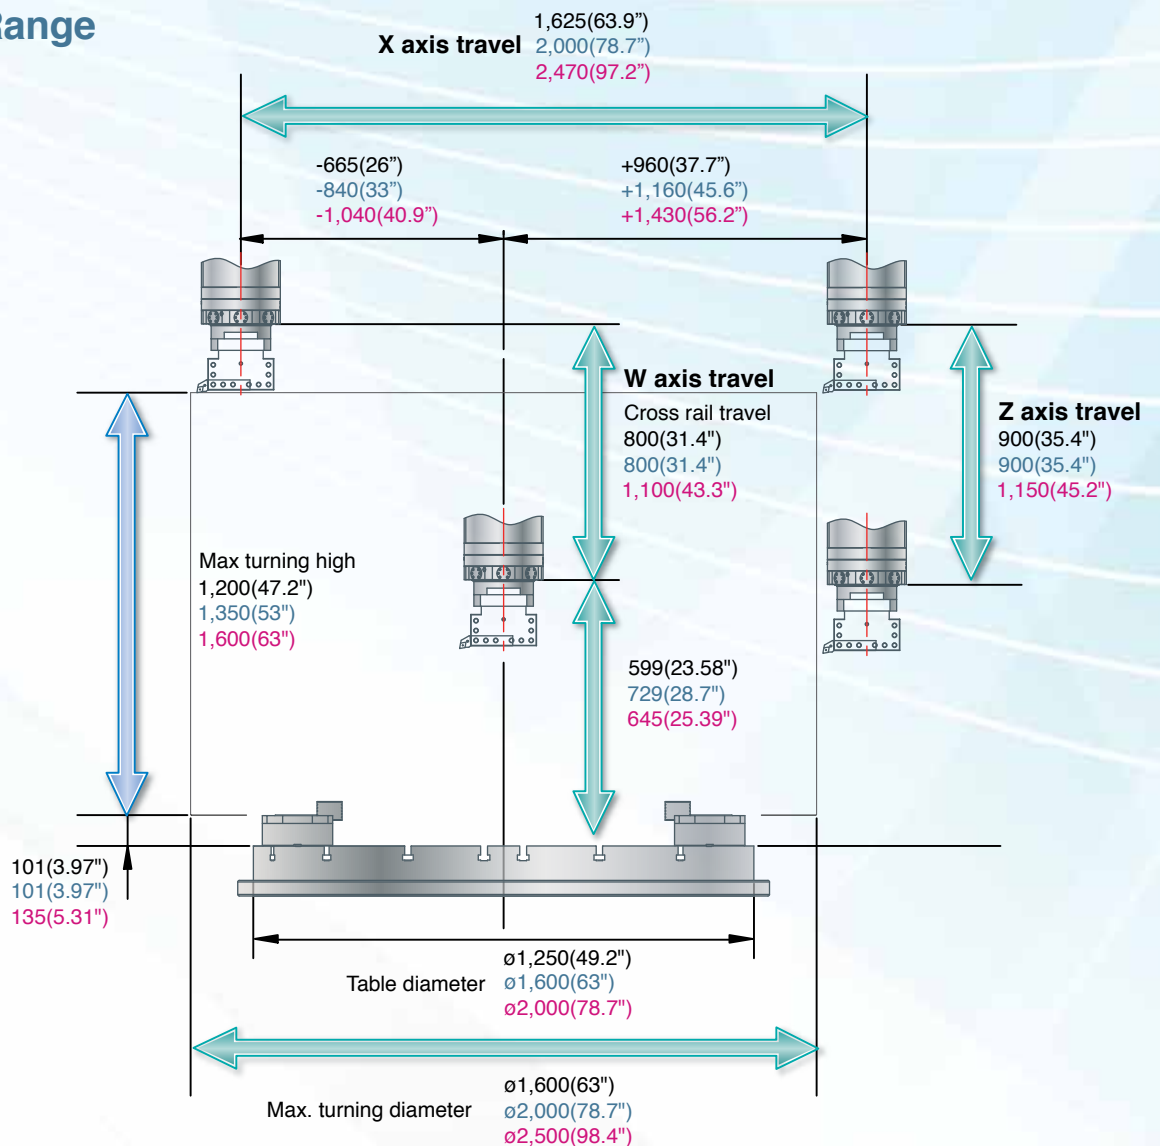 Range
1,625(63.9”)
X axis travel 2,000(78.7”)
2,470(97.2”)
-665(26”)
-840(33”)
-1,040(40.9”)
+960(37.7”)
+1,160(45.6”)
+1,430(56.2”)
W axis travel
Cross rail travel
800(31.4")
800(31.4")
1,100(43.3")
Z axis travel
900(35.4")
900(35.4")
1,150(45.2")
Max turning high
1,200(47.2")
1,350(53")
1,600(63")
599(23.58")
729(28.7")
645(25.39")
101(3.97")
101(3.97")
135(5.31")
ø1,250(49.2")
Table diameter ø1,600(63")
ø2,000(78.7")
ø1,600(63")
Max. turning diameter ø2,000(78.7")
ø2,500(98.4")